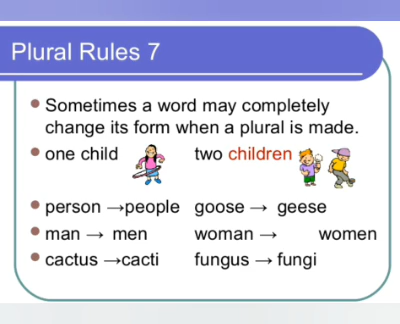 Plural Rules 7
Sometimes a word may completely
change its form when a plural is made.
one child two children
person →people goose → geese
man → men woman → women
cactus →cacti fungus → fungi